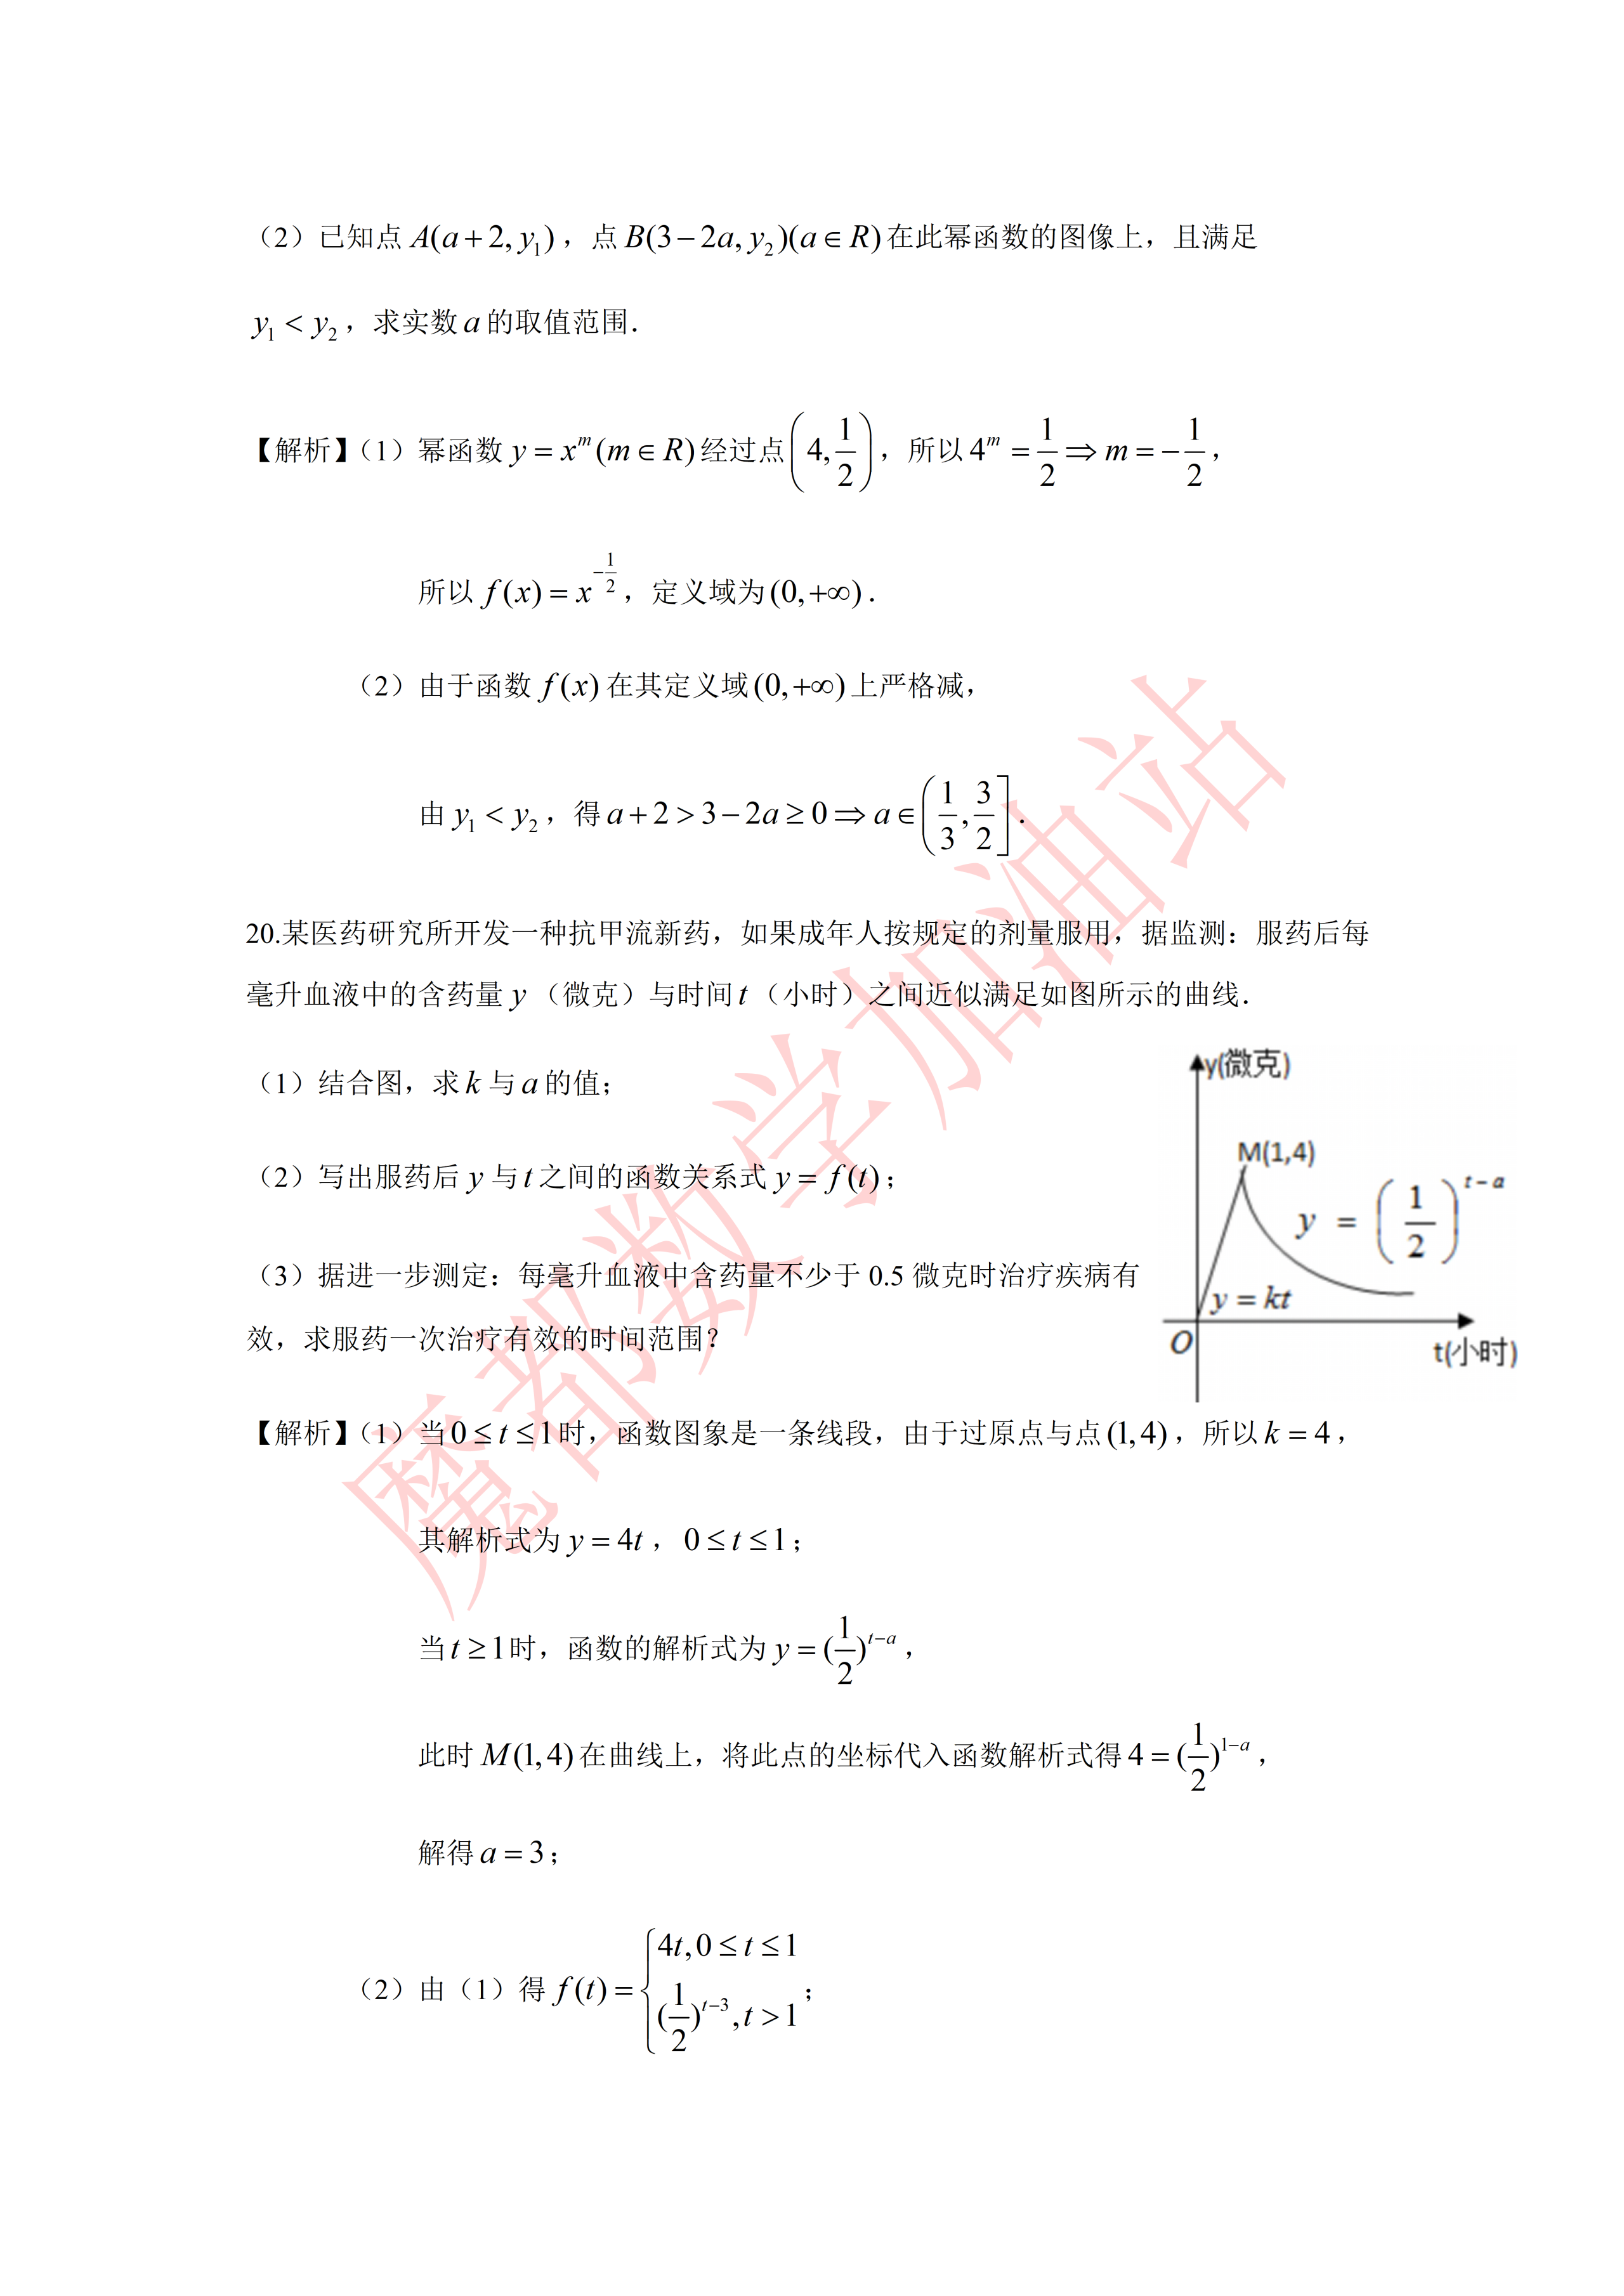 （2）已知点 A(a+2, y₁)，点 B(3−2a, y₂)(a∈R) 在此幂函数的图像上，且满足
y₁ < y₂，求实数 a 的取值范围．
【解析】（1）幂函数 y = x^m (m∈R) 经过点 (4, 1/2)，所以 4^m = 1/2 ⇒ m = −1/2，
所以 f(x) = x^(−1/2)，定义域为 (0,+∞)．
（2）由于函数 f(x) 在其定义域 (0,+∞) 上严格减，
由 y₁ < y₂，得 a+2 > 3−2a ≥ 0 ⇒ a∈(1/3, 3/2]．
20.某医药研究所开发一种抗甲流新药，如果成年人按规定的剂量服用，据监测：服药后每
毫升血液中的含药量 y（微克）与时间 t（小时）之间近似满足如图所示的曲线．
（1）结合图，求 k 与 a 的值；
（2）写出服药后 y 与 t 之间的函数关系式 y = f(t)；
（3）据进一步测定：每毫升血液中含药量不少于 0.5 微克时治疗疾病有
效，求服药一次治疗有效的时间范围？
y(微克)
M(1,4)
y = (1/2)^(t−a)
y = kt
O
t(小时)
【解析】（1）当 0 ≤ t ≤ 1 时，函数图象是一条线段，由于过原点与点 (1,4)，所以 k = 4，
其解析式为 y = 4t，0 ≤ t ≤ 1；
当 t ≥ 1 时，函数的解析式为 y = (1/2)^(t−a)，
此时 M(1,4) 在曲线上，将此点的坐标代入函数解析式得 4 = (1/2)^(1−a)，
解得 a = 3；
（2）由（1）得 f(t) = { 4t, 0 ≤ t ≤ 1
(1/2)^(t−3), t > 1 ；
魔都数学加油站